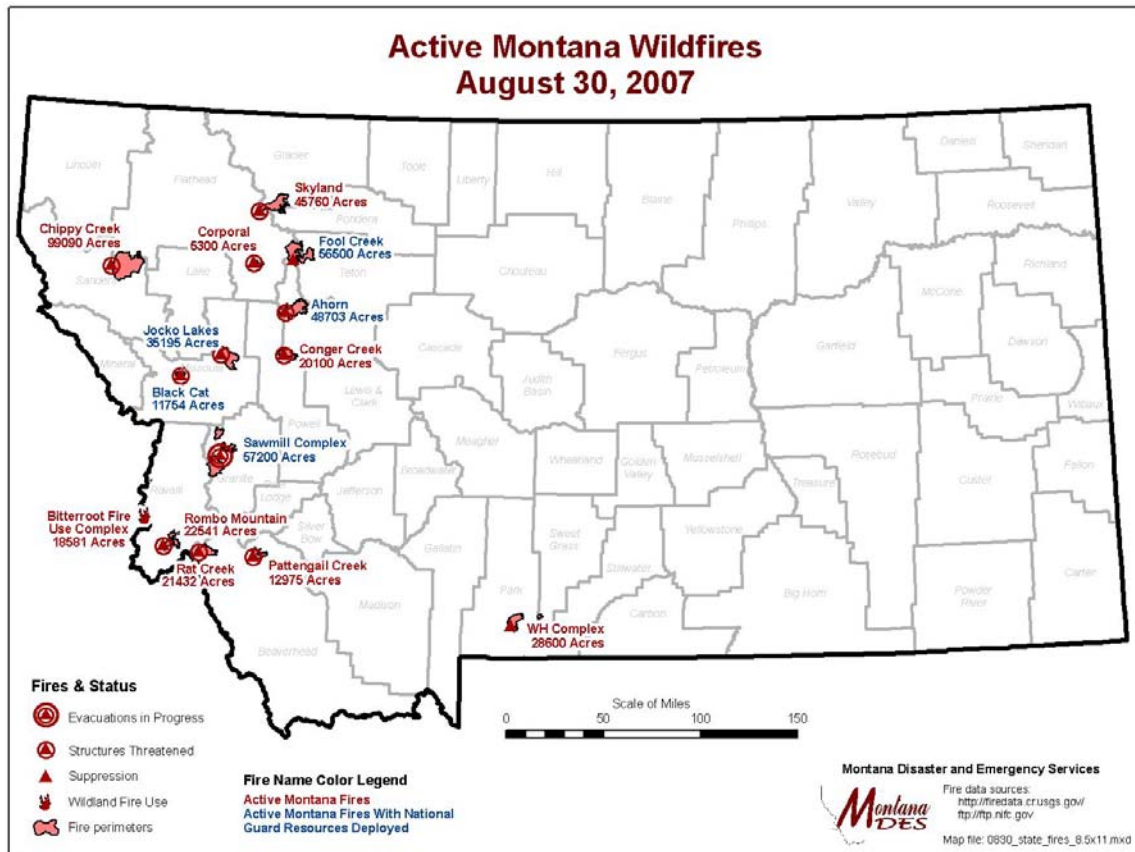 Active Montana Wildfires
August 30, 2007
Lincoln
Flathead
Glacier
Toole
Liberty
Hill
Blaine
Phillips
Valley
Daniels
Sheridan
Roosevelt
Skyland
45760 Acres
Pondera
Chippy Creek
99090 Acres
Corporal
5300 Acres
Fool Creek
56500 Acres
Sanders
Lake
Teton
Chouteau
Richland
McCone
Ahorn
48703 Acres
Jocko Lakes
35195 Acres
Conger Creek
20100 Acres
Cascade
Fergus
Garfield
Dawson
Mineral
Missoula
Judith
Basin
Petroleum
Prairie
Wibaux
Black Cat
11754 Acres
Lewis &
Clark
Powell
Sawmill Complex
57200 Acres
Meagher
Wheatland
Golden
Valley
Musselshell
Rosebud
Treasure
Custer
Fallon
Ravalli
Granite
Broadwater
Jefferson
Lodge
Bitterroot Fire
Use Complex
18581 Acres
Rombo Mountain
22541 Acres
Silver
Bow
Gallatin
Sweet
Grass
Yellowstone
Rat Creek
21432 Acres
Pattengail Creek
12975 Acres
Stillwater
Madison
Park
Carbon
Big Horn
Powder
River
Carter
WH Complex
28600 Acres
Beaverhead
Fires & Status
Evacuations in Progress
Structures Threatened
Suppression
Wildland Fire Use
Fire perimeters
Fire Name Color Legend
Active Montana Fires
Active Montana Fires With National
Guard Resources Deployed
Scale of Miles
0 50 100 150
Montana Disaster and Emergency Services
Montana
DES
Fire data sources:
http://firedata.cr.usgs.gov/
ftp://ftp.nifc.gov
Map file: 0830_state_fires_8.5x11.mxd